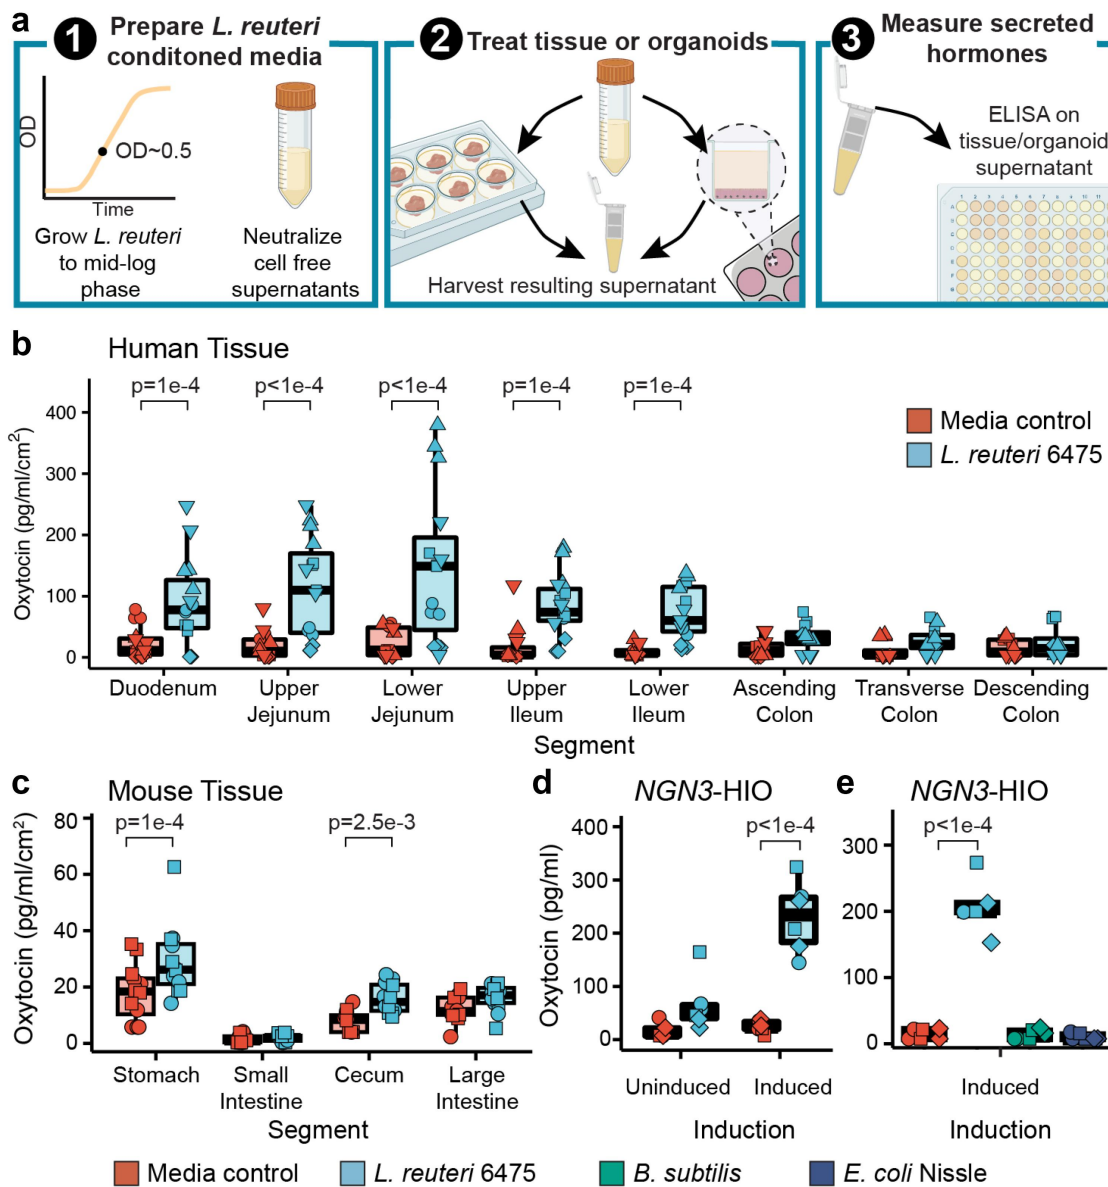 a
1 Prepare L. reuteri
conditoned media
OD
OD~0.5
Time
Grow L. reuteri
to mid-log
phase
Neutralize
cell free
supernatants
2 Treat tissue or organoids
Harvest resulting supernatant
3 Measure secreted
hormones
ELISA on
tissue/organoid
supernatant
b Human Tissue
p=1e-4 p<1e-4 p<1e-4 p=1e-4 p=1e-4
Oxytocin (pg/ml/cm²)
400
300
200
100
0
Media control
L. reuteri 6475
Duodenum
Upper
Jejunum
Lower
Jejunum
Upper
Ileum
Lower
Ileum
Ascending
Colon
Transverse
Colon
Descending
Colon
Segment
c Mouse Tissue
p=1e-4 p=2.5e-3
Oxytocin (pg/ml/cm²)
80
60
40
20
0
Stomach
Small
Intestine
Cecum
Large
Intestine
Segment
d NGN3-HIO
p<1e-4
Oxytocin (pg/ml)
400
300
200
100
0
Uninduced Induced
Induction
e NGN3-HIO
p<1e-4
300
200
100
0
Induced
Induction
Media control L. reuteri 6475 B. subtilis E. coli Nissle